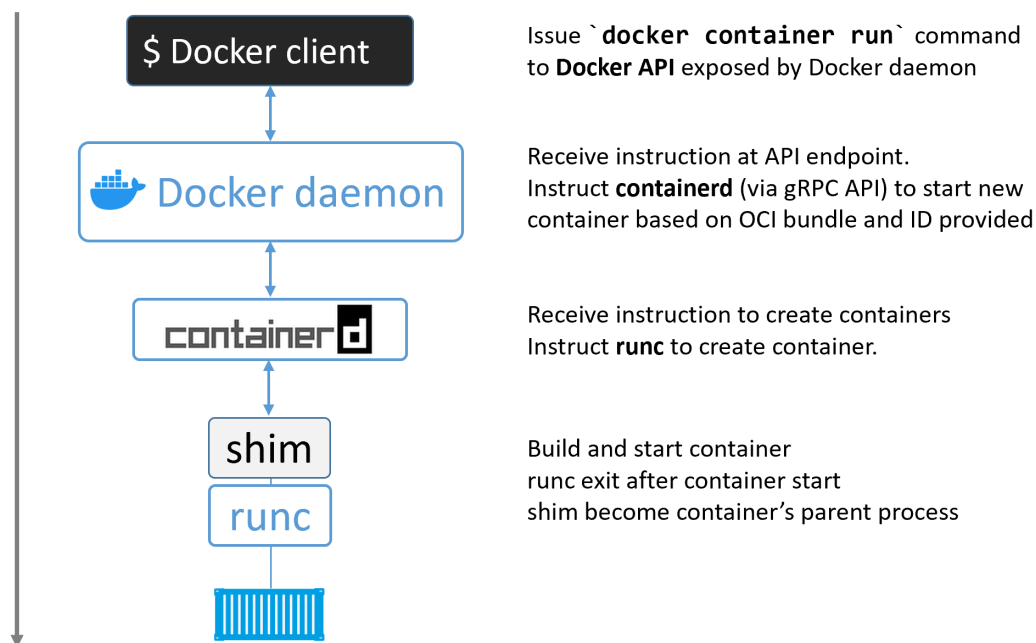 $ Docker client
Issue `docker container run` command
to Docker API exposed by Docker daemon
Docker daemon
Receive instruction at API endpoint.
Instruct containerd (via gRPC API) to start new
container based on OCI bundle and ID provided
containerd
Receive instruction to create containers
Instruct runc to create container.
shim
runc
Build and start container
runc exit after container start
shim become container’s parent process